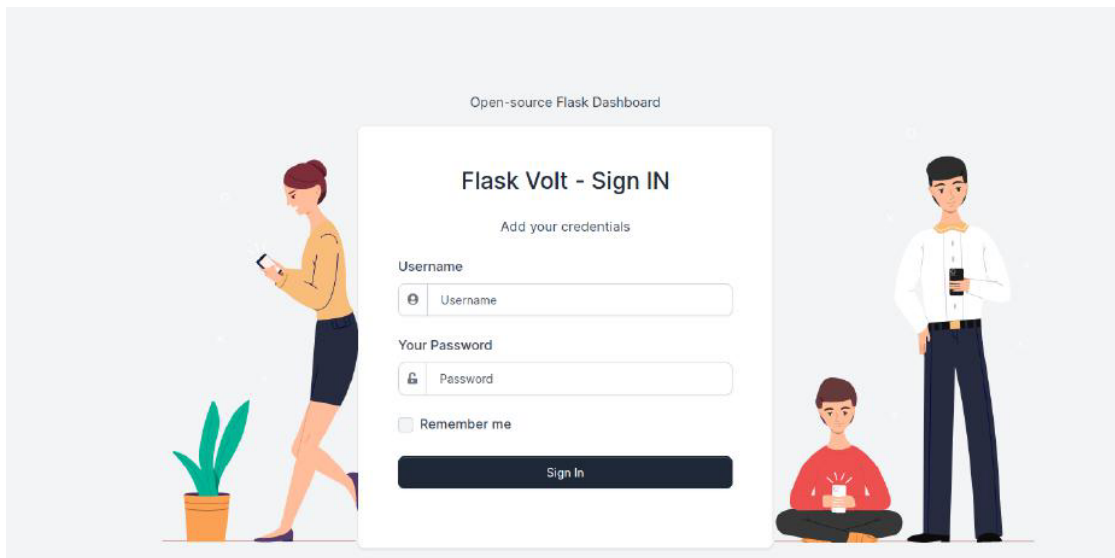 Open-source Flask Dashboard
Flask Volt - Sign IN
Add your credentials
Username
Username
Your Password
Password
Remember me
Sign In